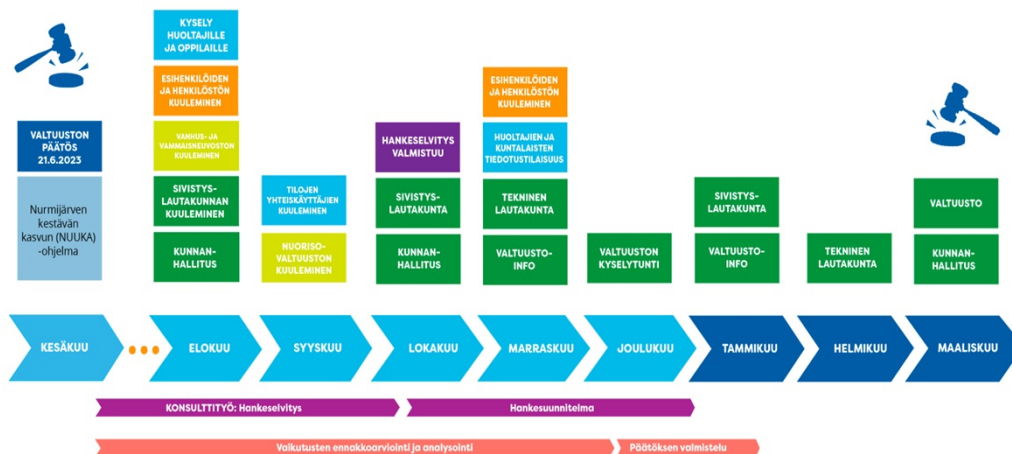 VALTUUSTON
PÄÄTÖS
21.6.2023
Nurmijärven
kestävän
kasvun (NUUKA)
-ohjelma
KYSELY
HUOLTAJILLE
JA OPPILAILLE
ESIHENKILÖIDEN
JA HENKILÖSTÖN
KUULEMINEN
VANHUS- JA
VAMMAISNEUVOSTON
KUULEMINEN
SIVISTYS-
LAUTAKUNNAN
KUULEMINEN
KUNNAN-
HALLITUS
TILOJEN
YHTEISKÄYTTÄJIEN
KUULEMINEN
NUORISO-
VALTUUSTON
KUULEMINEN
HANKESELVITYS
VALMISTUU
SIVISTYS-
LAUTAKUNTA
KUNNAN-
HALLITUS
ESIHENKILÖIDEN
JA HENKILÖSTÖN
KUULEMINEN
HUOLTAJIEN JA
KUNTALAISTEN
TIEDOTUSTILAISUUS
TEKNINEN
LAUTAKUNTA
VALTUUSTO-
INFO
VALTUUSTON
KYSELYTUNTI
SIVISTYS-
LAUTAKUNTA
VALTUUSTO-
INFO
TEKNINEN
LAUTAKUNTA
VALTUUSTO
KUNNAN-
HALLITUS
KESÄKUU
ELOKUU
SYYSKUU
LOKAKUU
MARRASKUU
JOULUKUU
TAMMIKUU
HELMIKUU
MAALISKUU
KONSULTTITYÖ: Hankeselvitys
Hankesuunnitelma
Vaikutusten ennakkoarviointi ja analysointi
Päätöksen valmistelu